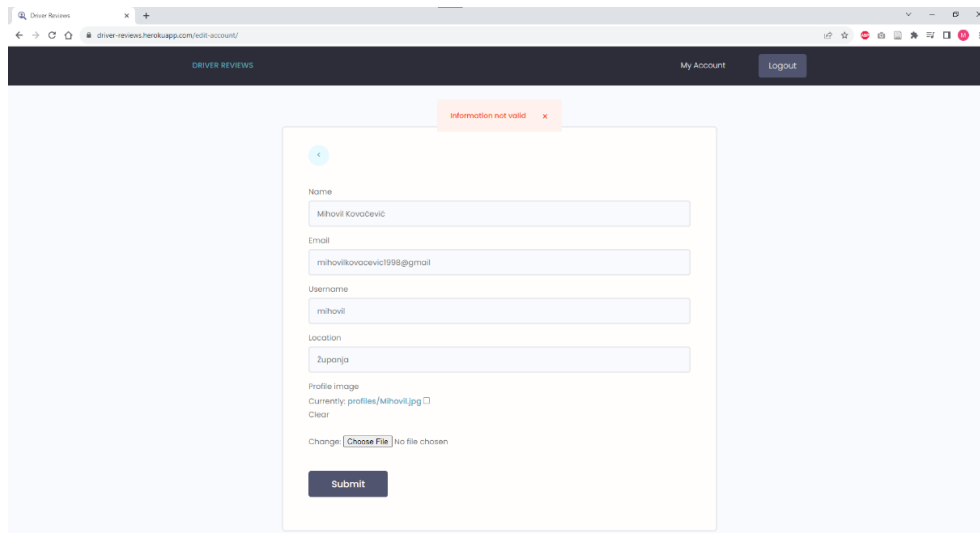 Driver Reviews
driver-reviews.herokuapp.com/edit-account/
DRIVER REVIEWS
My Account
Logout
Information not valid x
Name
Mihovil Kovačević
Email
mihovilkovacevic1998@gmail
Username
mihovil
Location
Županja
Profile image
Currently: profiles/Mihovil.jpg
Clear
Change: Choose File No file chosen
Submit